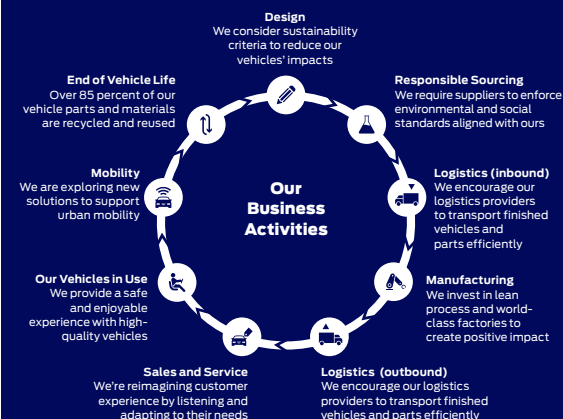 Design
We consider sustainability
criteria to reduce our
vehicles' impacts
Responsible Sourcing
We require suppliers to enforce
environmental and social
standards aligned with ours
Logistics (inbound)
We encourage our
logistics providers
to transport finished
vehicles and
parts efficiently
Manufacturing
We invest in lean
process and world-
class factories to
create positive impact
Logistics (outbound)
We encourage our logistics
providers to transport finished
vehicles and parts efficiently
Sales and Service
We're reimagining customer
experience by listening and
adapting to their needs
Our Vehicles in Use
We provide a safe
and enjoyable
experience with high-
quality vehicles
Mobility
We are exploring new
solutions to support
urban mobility
End of Vehicle Life
Over 85 percent of our
vehicle parts and materials
are recycled and reused
Our
Business
Activities